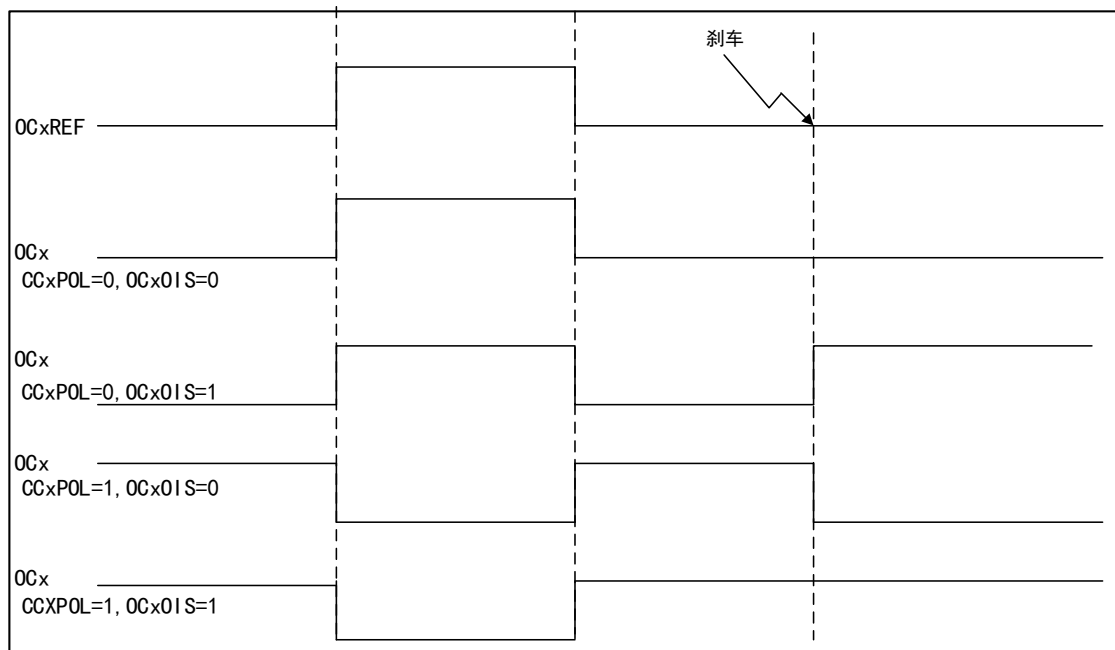 刹车
OCxREF
OCx
CCxPOL=0,OCxOIS=0
OCx
CCxPOL=0,OCxOIS=1
OCx
CCxPOL=1,OCxOIS=0
OCx
CCXPOL=1,OCxOIS=1